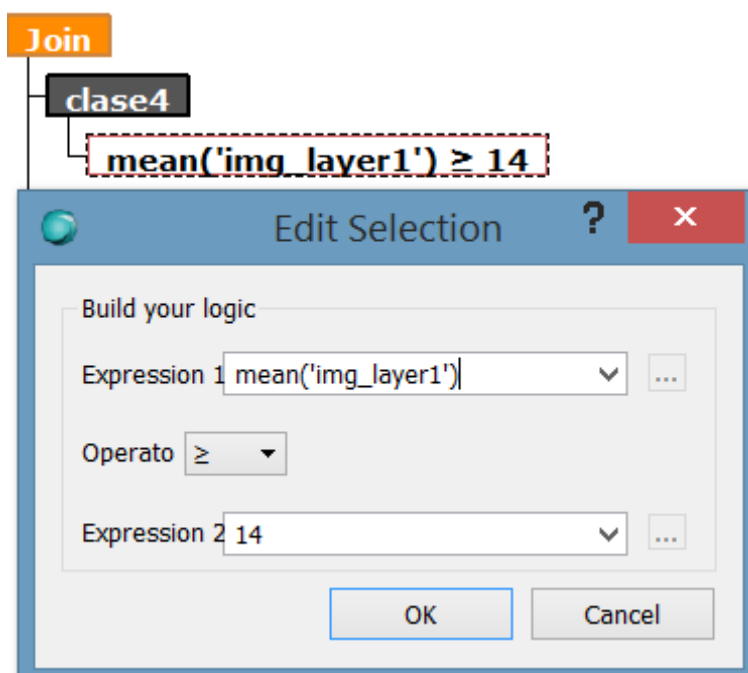 Join
clase4
mean('img_layer1') ≥ 14
Edit Selection ? x
Build your logic
Expression 1 mean('img_layer1') ...
Operato ≥
Expression 2 14 ...
OK Cancel